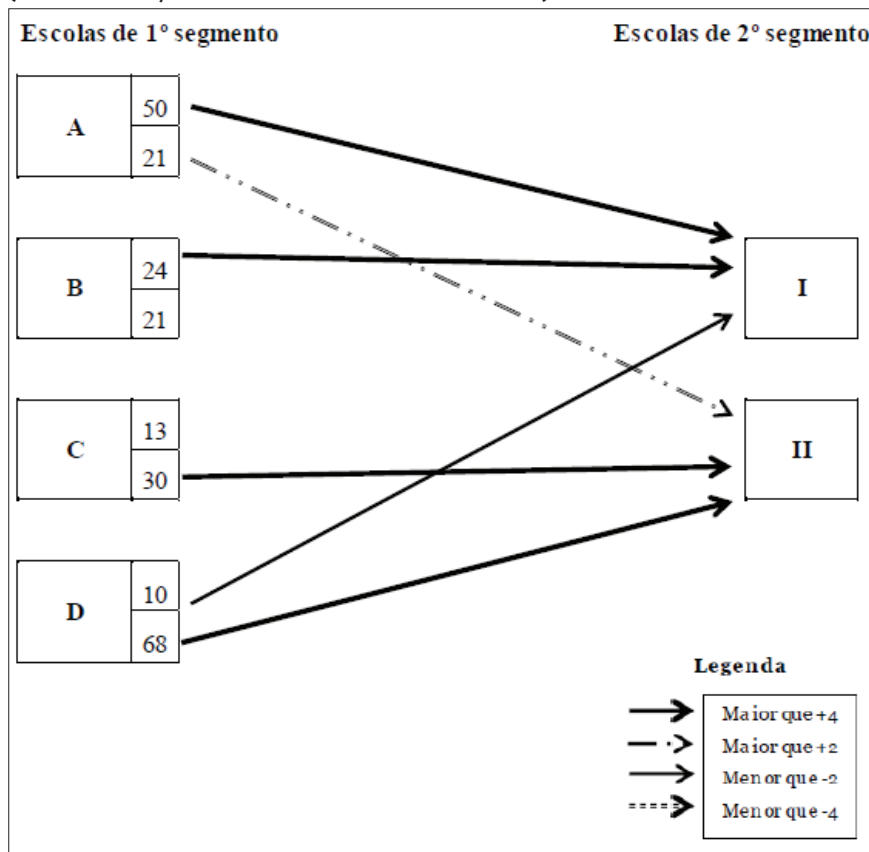 Escolas de 1º segmento
Escolas de 2º segmento
A
50
21
B
24
21
I
C
13
30
II
D
10
68
Legenda
Maior que +4
Maior que +2
Menor que -2
Menor que -4